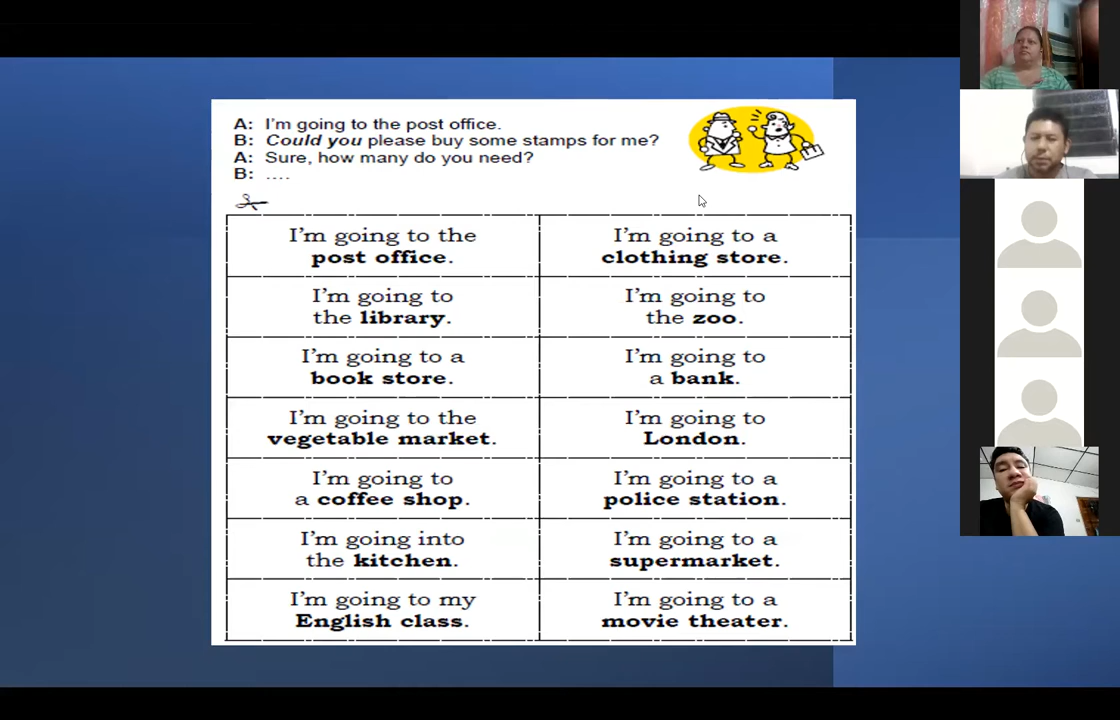 A: I'm going to the post office.
B: Could you please buy some stamps for me?
A: Sure, how many do you need?
B: ....
I'm going to the
post office.
I'm going to a
clothing store.
I'm going to
the library.
I'm going to
the zoo.
I'm going to a
book store.
I'm going to
a bank.
I'm going to the
vegetable market.
I'm going to
London.
I'm going to
a coffee shop.
I'm going to a
police station.
I'm going into
the kitchen.
I'm going to a
supermarket.
I'm going to my
English class.
I'm going to a
movie theater.